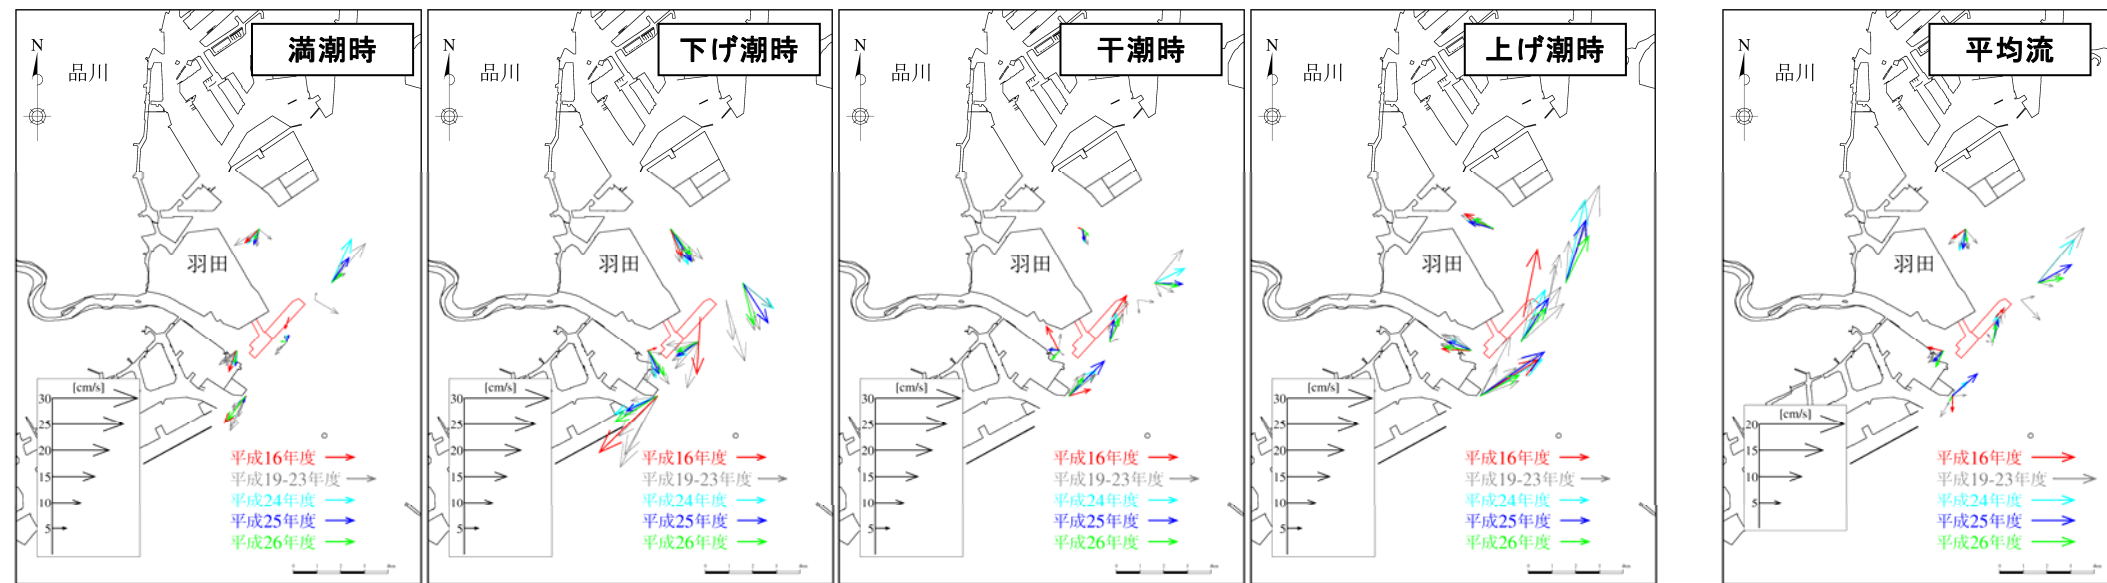 満潮時
N
品川
羽田
[cm/s]
30
25
20
15
10
5
平成16年度
平成19-23年度
平成24年度
平成25年度
平成26年度
下げ潮時
N
品川
羽田
[cm/s]
30
25
20
15
10
5
平成16年度
平成19-23年度
平成24年度
平成25年度
平成26年度
干潮時
N
品川
羽田
[cm/s]
30
25
20
15
10
5
平成16年度
平成19-23年度
平成24年度
平成25年度
平成26年度
上げ潮時
N
品川
羽田
[cm/s]
30
25
20
15
10
5
平成16年度
平成19-23年度
平成24年度
平成25年度
平成26年度
平均流
N
品川
羽田
[cm/s]
20
15
10
5
平成16年度
平成19-23年度
平成24年度
平成25年度
平成26年度